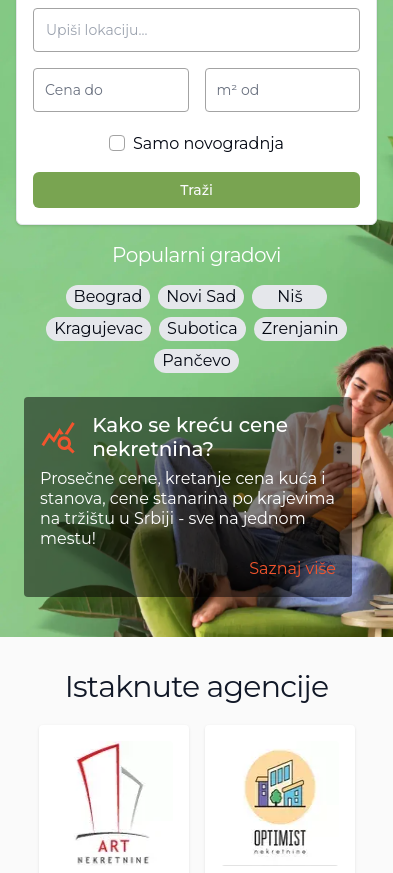 Upiši lokaciju...
Cena do
m² od
Samo novogradnja
Traži
Popularni gradovi
Beograd
Novi Sad
Niš
Kragujevac
Subotica
Zrenjanin
Pančevo
Kako se kreću cene
nekretnina?
Prosečne cene, kretanje cena kuća i
stanova, cene stanarina po krajevima
na tržištu u Srbiji - sve na jednom
mestu!
Saznaj više
Istaknute agencije
ART
NEKRETNINE
OPTIMIST
nekretnine